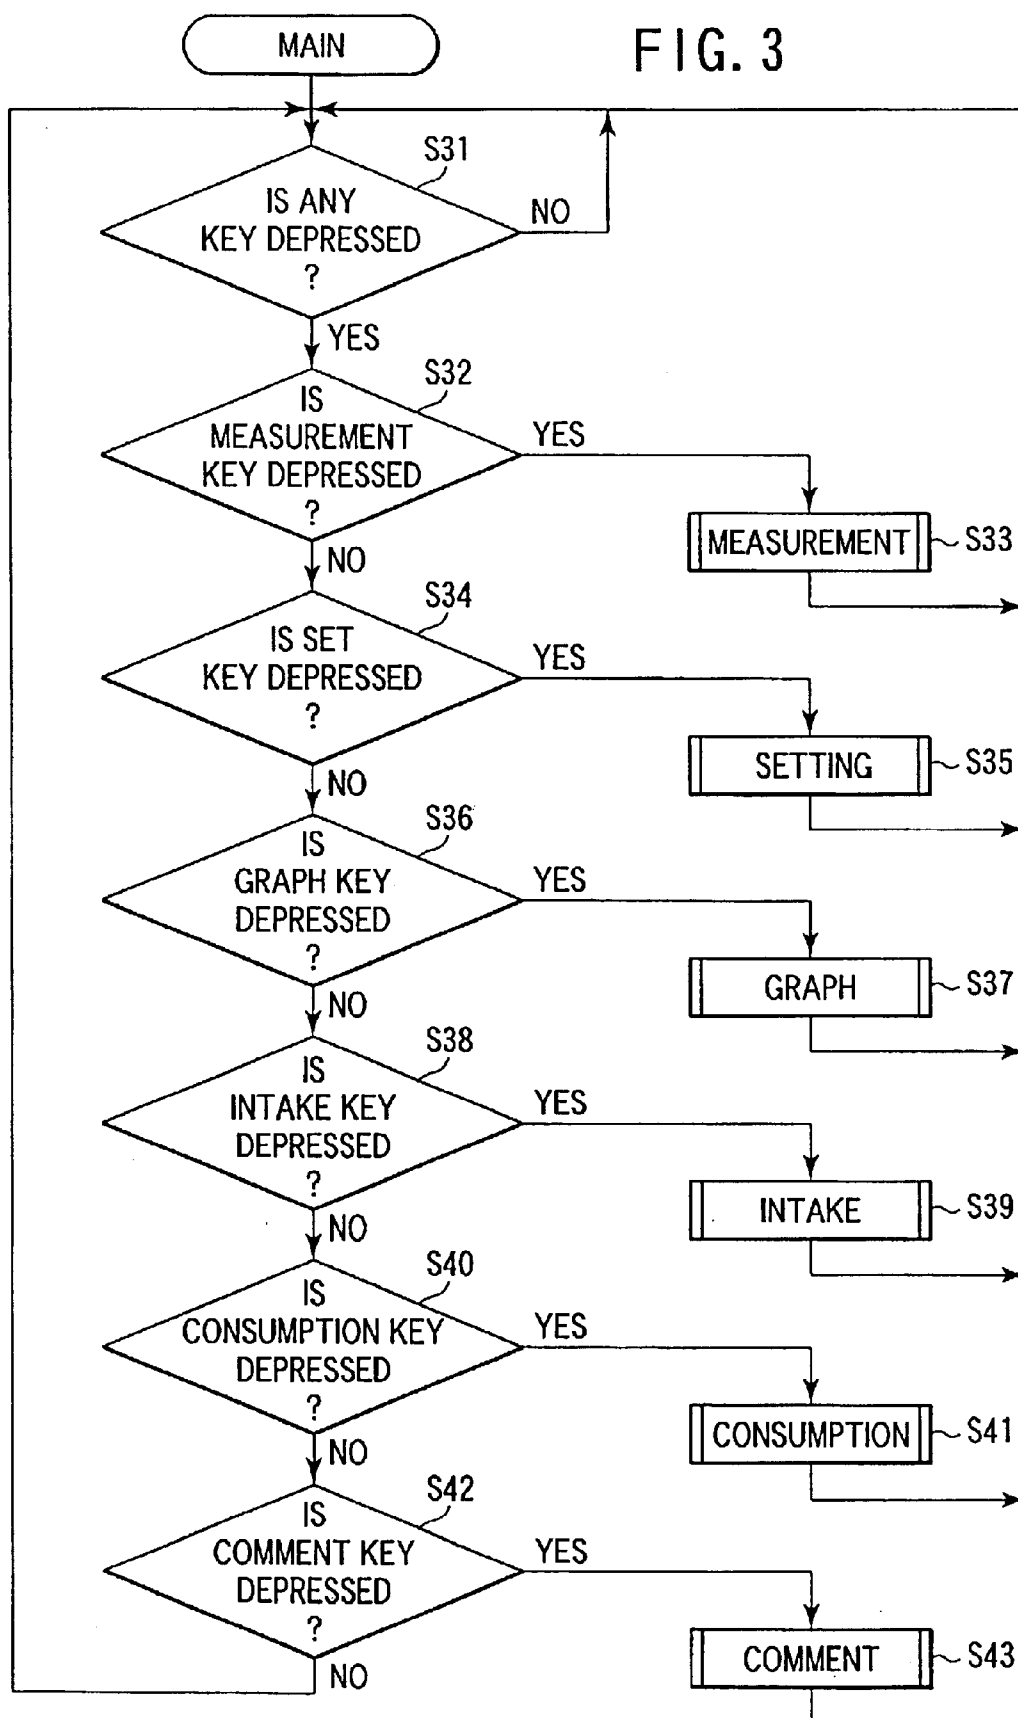 MAIN
FIG. 3
S31
IS ANY
KEY DEPRESSED
?
NO
YES
S32
IS
MEASUREMENT
KEY DEPRESSED
?
YES
NO
MEASUREMENT
S33
S34
IS SET
KEY DEPRESSED
?
YES
NO
SETTING
S35
S36
IS
GRAPH KEY
DEPRESSED
?
YES
NO
GRAPH
S37
S38
IS
INTAKE KEY
DEPRESSED
?
YES
NO
INTAKE
S39
S40
IS
CONSUMPTION KEY
DEPRESSED
?
YES
NO
CONSUMPTION
S41
S42
IS
COMMENT KEY
DEPRESSED
?
YES
NO
COMMENT
S43